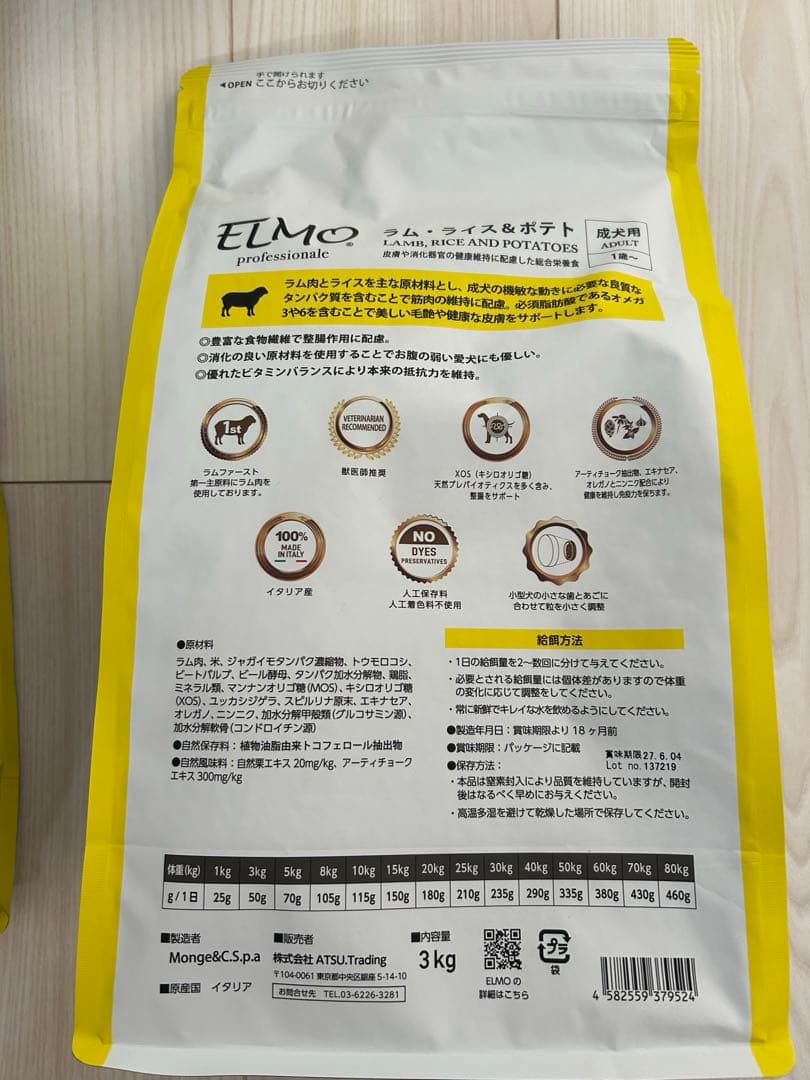 手で開けられます
◀OPEN ここからお切りください
ELMO®
professionale
ラム・ライス&ポテト
LAMB, RICE AND POTATOES
皮膚や消化器官の健康維持に配慮した総合栄養食
成犬用
ADULT
1歳~
ラム肉とライスを主な原材料とし、成犬の機敏な動きに必要な良質な
タンパク質を含むことで筋肉の維持に配慮。必須脂肪酸であるオメガ
3や6を含むことで美しい毛艶や健康な皮膚をサポートします。
◎豊富な食物繊維で整腸作用に配慮。
◎消化の良い原材料を使用することでお腹の弱い愛犬にも優しい。
◎優れたビタミンバランスにより本来の抵抗力を維持。
1st
ラムファースト
第一主原料にラム肉を
使用しております。
VETERINARIAN
RECOMMENDED
獣医師推奨
XOS(キシロオリゴ糖)
天然プレバイオティクスを多く含み、
整腸をサポート
アーティチョーク抽出物、エキナセア、
オレガノとニンニク配合により
健康を維持し免疫力を保ちます。
100%
MADE
IN ITALY
イタリア産
NO
DYES
PRESERVATIVES
人工保存料
人工着色料不使用
小型犬の小さな歯とあごに
合わせて粒を小さく調整
●原材料
ラム肉、米、ジャガイモタンパク濃縮物、トウモロコシ、
ビートパルプ、ビール酵母、タンパク加水分解物、鶏脂、
ミネラル類、マンナンオリゴ糖(MOS)、キシロオリゴ糖
(XOS)、ユッカシジゲラ、スピルリナ原末、エキナセア、
オレガノ、ニンニク、加水分解甲殻類(グルコサミン源)、
加水分解軟骨(コンドロイチン源)
●自然保存料:植物油脂由来トコフェロール抽出物
●自然風味料:自然栗エキス 20mg/kg、アーティチョーク
エキス 300mg/kg
給餌方法
・1日の給餌量を2~数回に分けて与えてください。
・必要とされる給餌量には個体差がありますので体重
の変化に応じて調整をしてください。
・常に新鮮でキレイな水を飲めるようにしてください。
●製造年月日:賞味期限より18ヶ月前
●賞味期限:パッケージに記載
賞味期限27.6.04
Lot no.137219
●保存方法:
・本品は窒素封入により品質を維持していますが、開封
後はなるべく早めにお与えください。
・高温多湿を避けて乾燥した場所で保存してください。
体重(kg) 1kg 3kg 5kg 8kg 10kg 15kg 20kg 25kg 30kg 40kg 50kg 60kg 70kg 80kg
g/1日 25g 50g 70g 105g 115g 150g 180g 210g 235g 290g 335g 380g 430g 460g
■製造者
Monge&C.S.p.a
■原産国 イタリア
■販売者
株式会社 ATSU.Trading
〒104-0061 東京都中央区銀座 5-14-10
お問合せ先 TEL.03-6226-3281
■内容量
3kg
ELMOの
詳細はこちら
プラ
袋
4 582559 379524